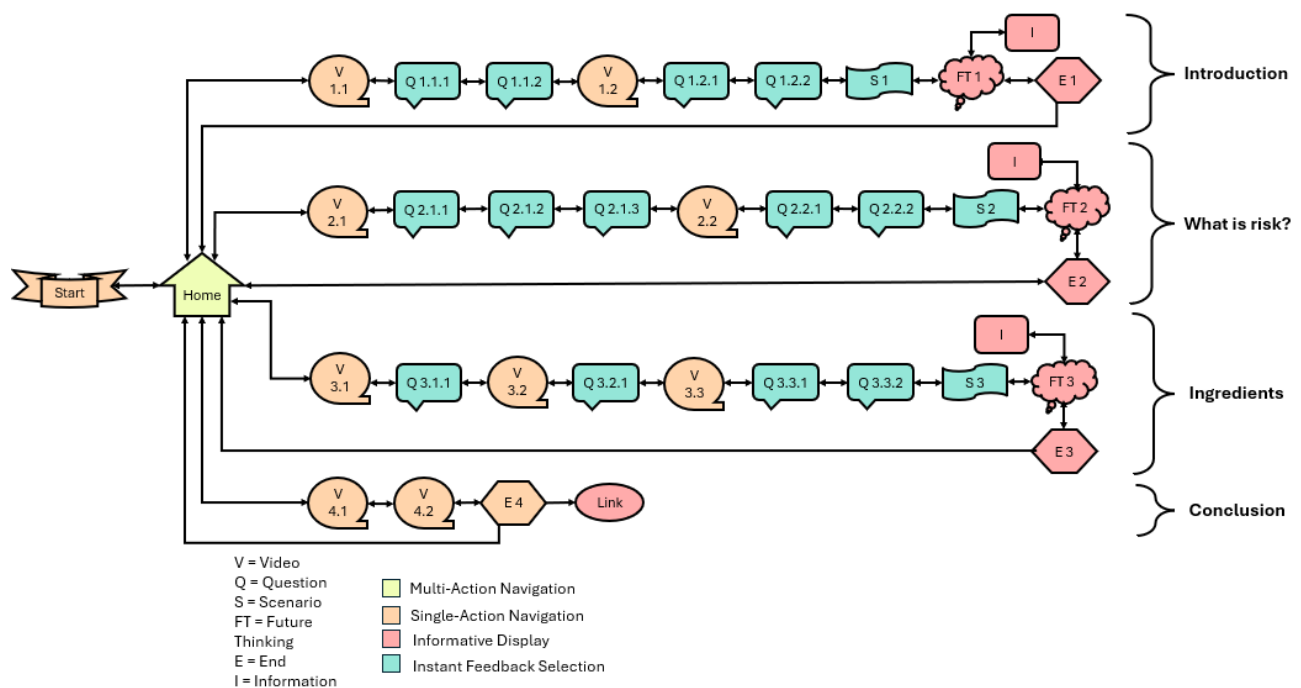 I
V
1.1
Q 1.1.1
Q 1.1.2
V
1.2
Q 1.2.1
Q 1.2.2
S 1
FT 1
E 1
Introduction
I
V
2.1
Q 2.1.1
Q 2.1.2
Q 2.1.3
V
2.2
Q 2.2.1
Q 2.2.2
S 2
FT 2
What is risk?
Start
Home
E 2
I
V
3.1
Q 3.1.1
V
3.2
Q 3.2.1
V
3.3
Q 3.3.1
Q 3.3.2
S 3
FT 3
Ingredients
E 3
V
4.1
V
4.2
E 4
Link
Conclusion
V = Video
Q = Question
S = Scenario
FT = Future
Thinking
E = End
I = Information
Multi-Action Navigation
Single-Action Navigation
Informative Display
Instant Feedback Selection